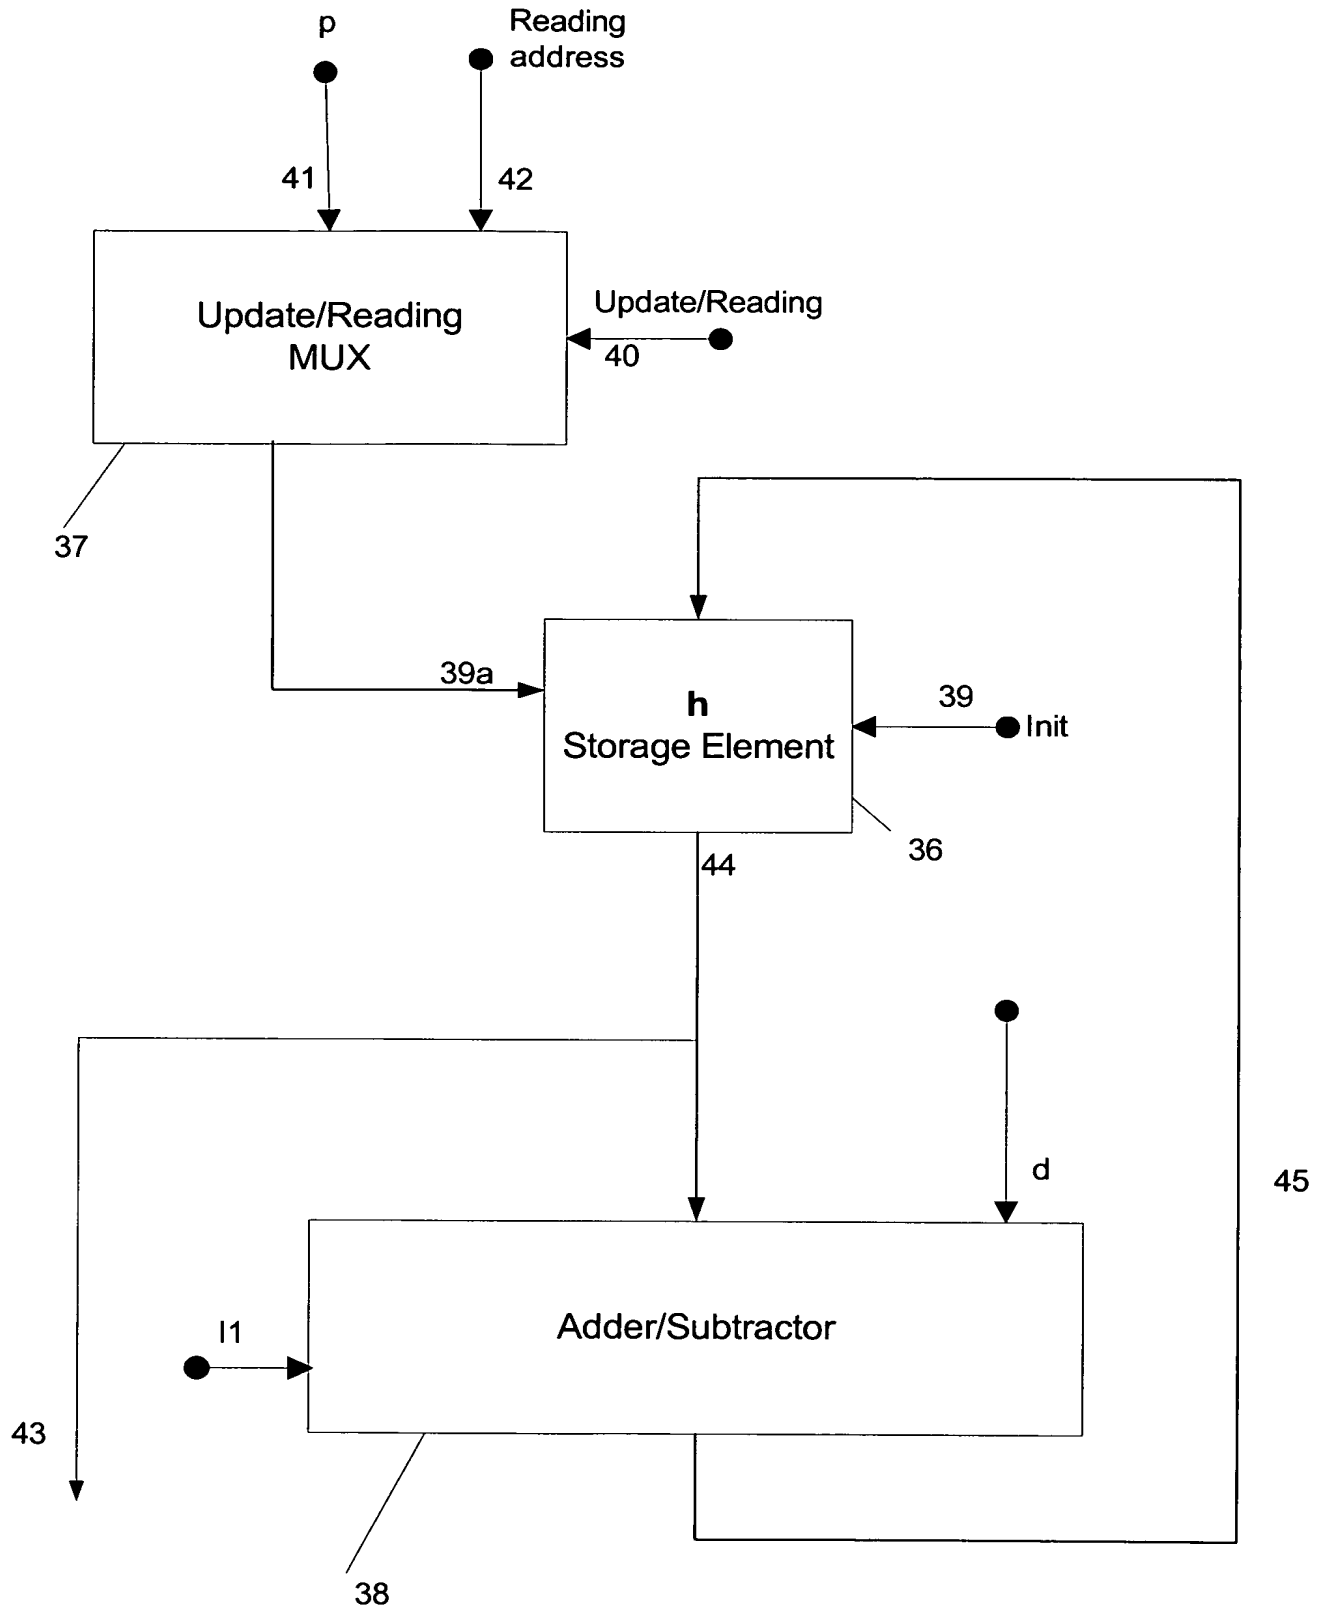 p
Reading
address
41
42
Update/Reading
MUX
Update/Reading
40
37
39a
h
Storage Element
39
Init
36
44
d
45
I1
Adder/Subtractor
43
38